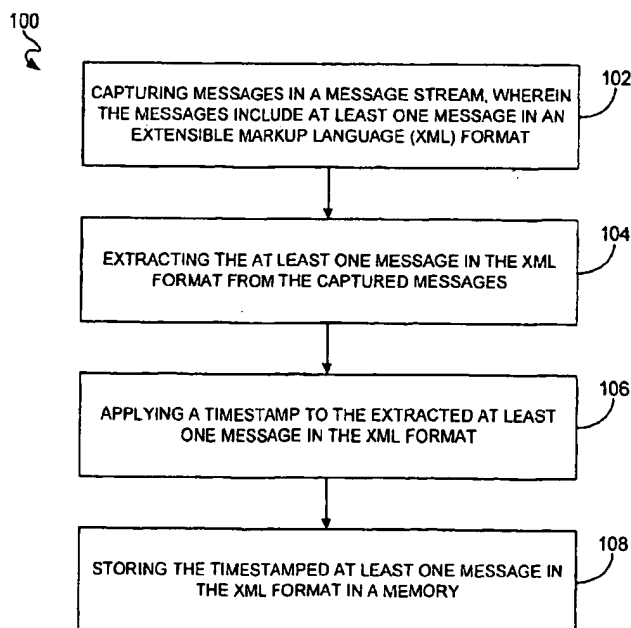 100
102
CAPTURING MESSAGES IN A MESSAGE STREAM, WHEREIN
THE MESSAGES INCLUDE AT LEAST ONE MESSAGE IN AN
EXTENSIBLE MARKUP LANGUAGE (XML) FORMAT
104
EXTRACTING THE AT LEAST ONE MESSAGE IN THE XML
FORMAT FROM THE CAPTURED MESSAGES
106
APPLYING A TIMESTAMP TO THE EXTRACTED AT LEAST
ONE MESSAGE IN THE XML FORMAT
108
STORING THE TIMESTAMPED AT LEAST ONE MESSAGE IN
THE XML FORMAT IN A MEMORY